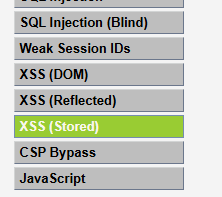 SQL Injection (Blind)
Weak Session IDs
XSS (DOM)
XSS (Reflected)
XSS (Stored)
CSP Bypass
JavaScript